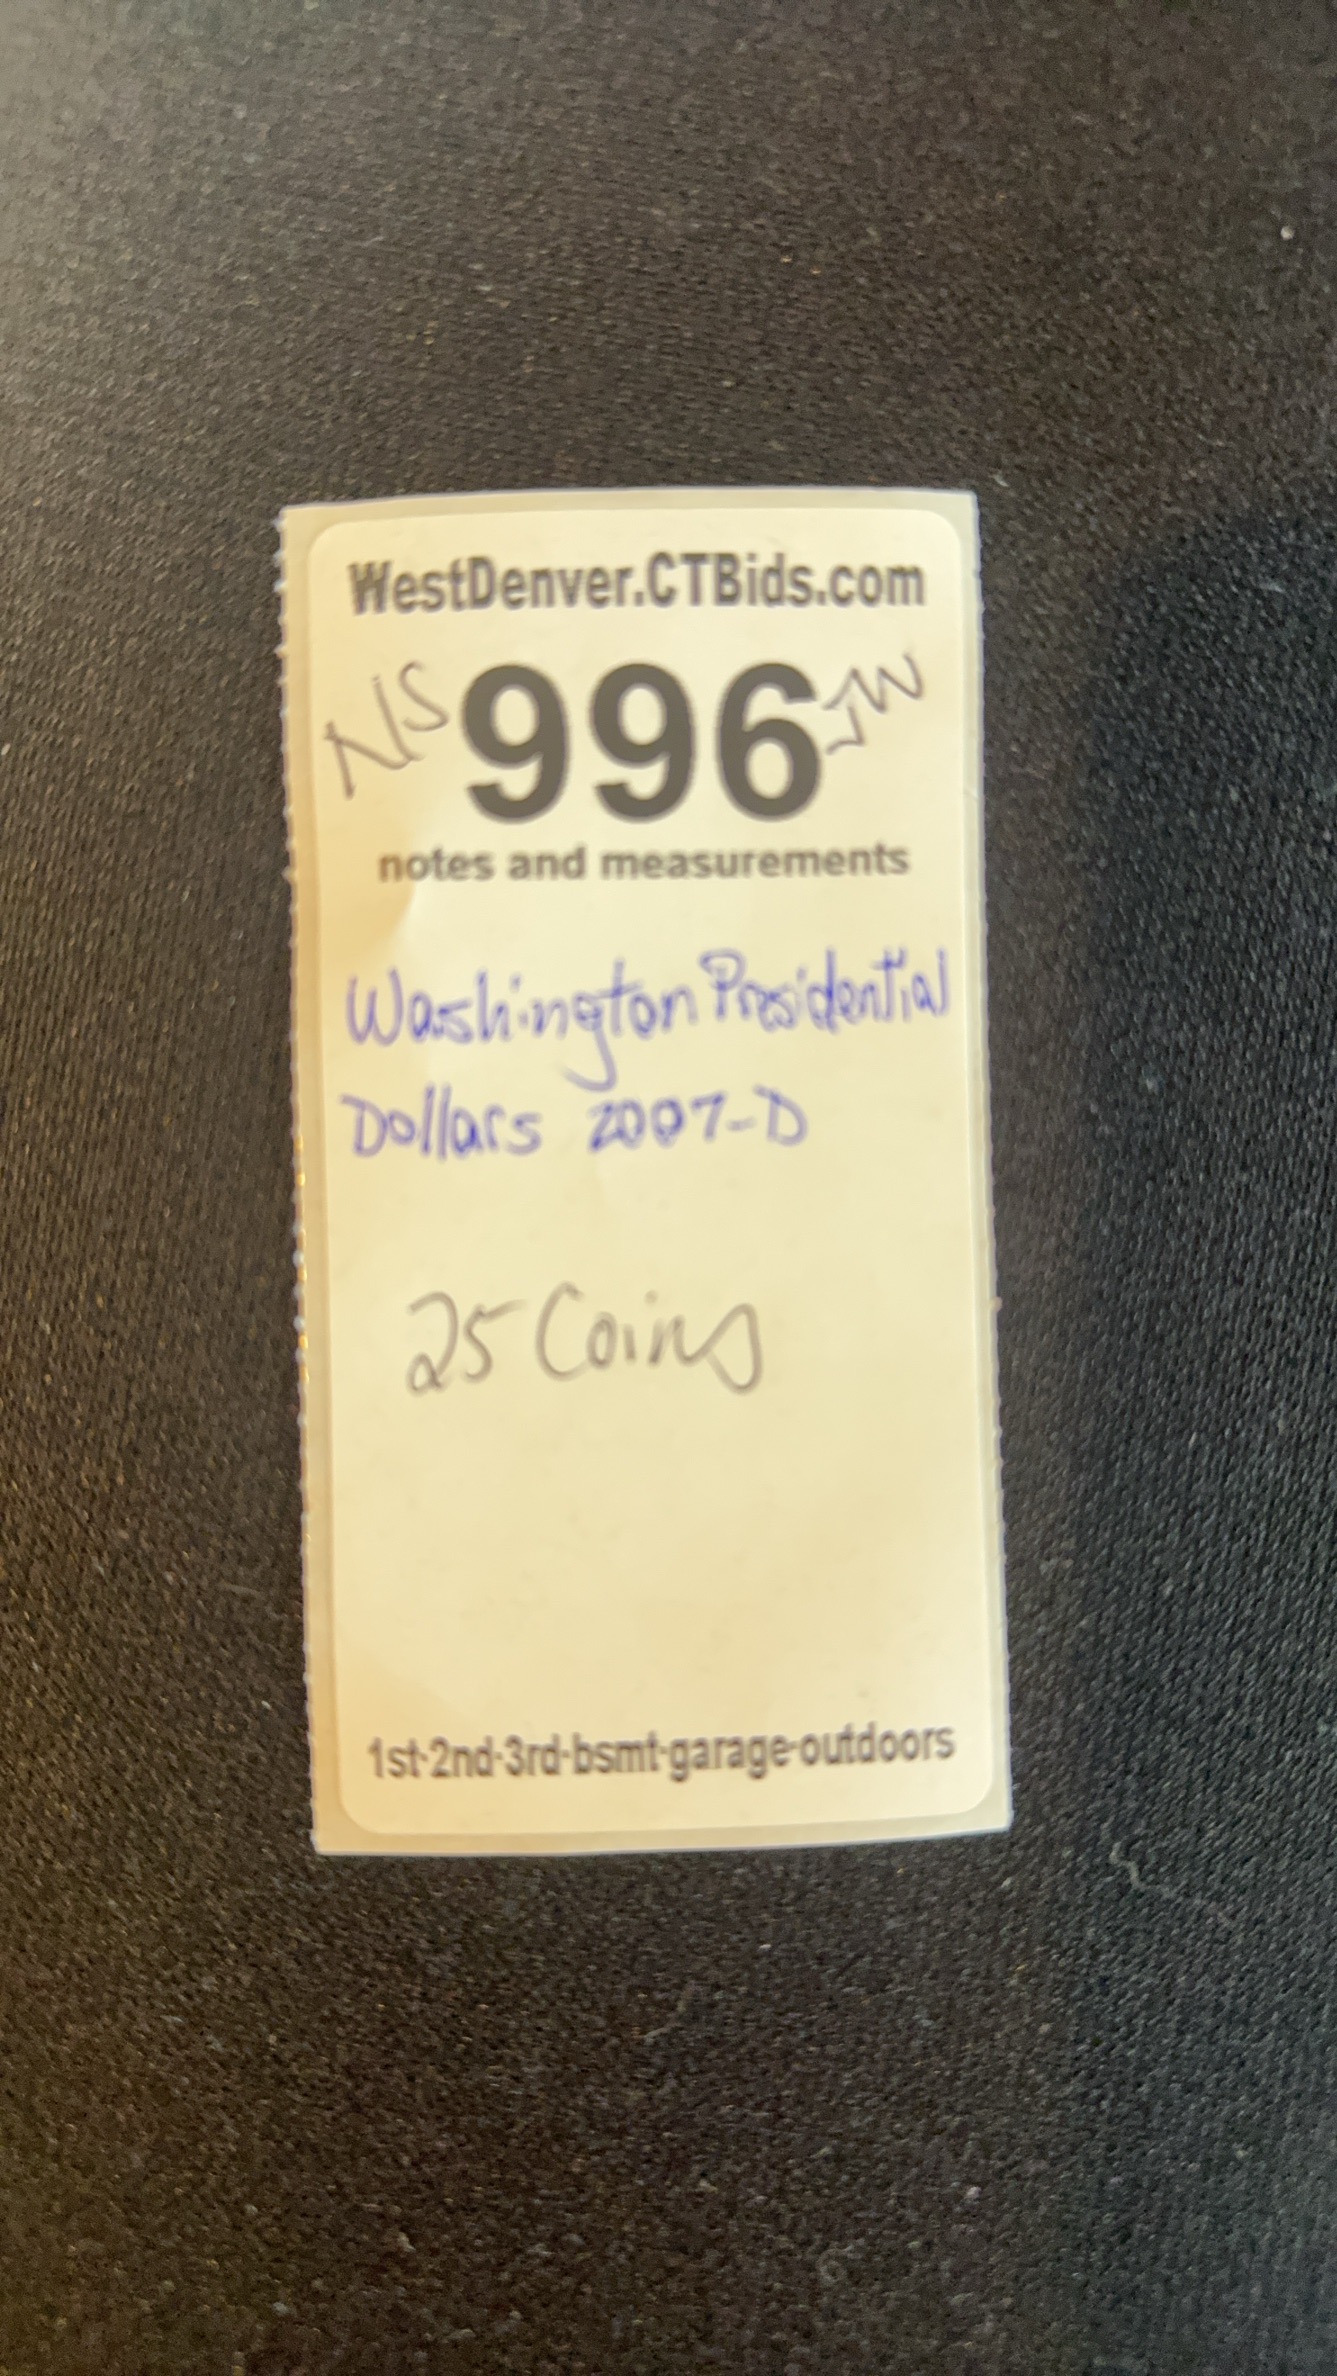 WestDenver.CTBids.com
NS 996 JW
notes and measurements
Washington Presidential
Dollars 2007-D
25 Coins
1st-2nd-3rd-bsmt-garage-outdoors